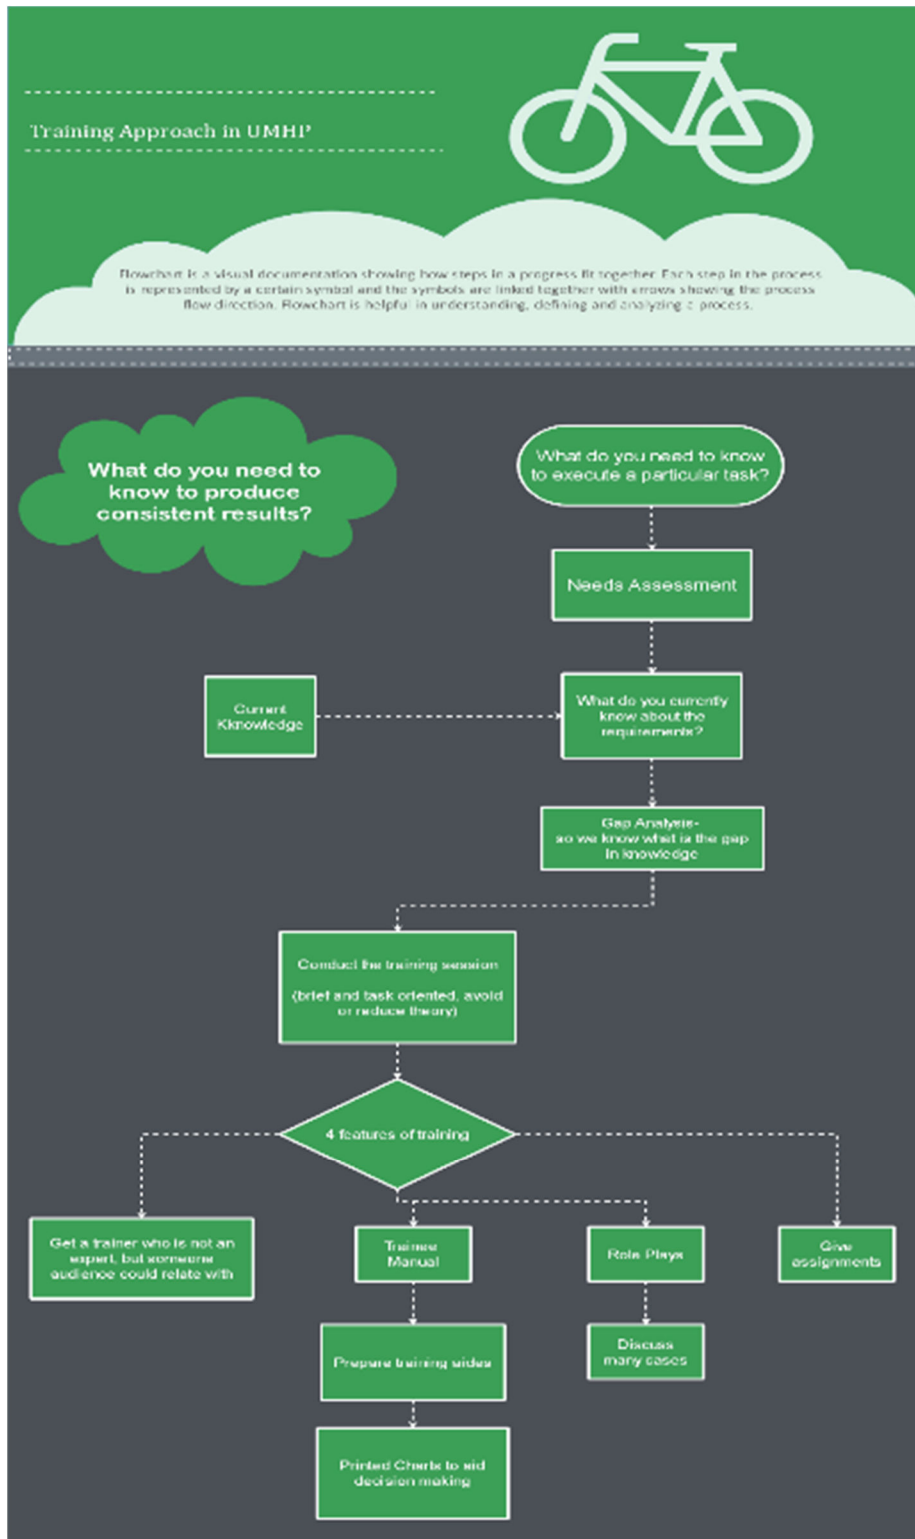 Training Approach in UMHP
Flowchart is a visual documentation showing how steps in a progress fit together. Each step in the process
is represented by a certain symbol and the symbols are linked together with arrows showing the process
flow direction. Flowchart is helpful in understanding, defining and analyzing a process.
What do you need to
know to produce
consistent results?
What do you need to know
to execute a particular task?
Needs Assessment
Current
Kknowledge
What do you currently
know about the
requirements?
Gap Analysis-
so we know what is the gap
in knowledge
Conduct the training session
(brief and task oriented, avoid
or reduce theory)
4 features of training
Get a trainer who is not an
expert, but someone
audience could relate with
Trainee
Manual
Role Plays
Give
assignments
Prepare training aides
Discuss
many cases
Printed Charts to aid
decision making